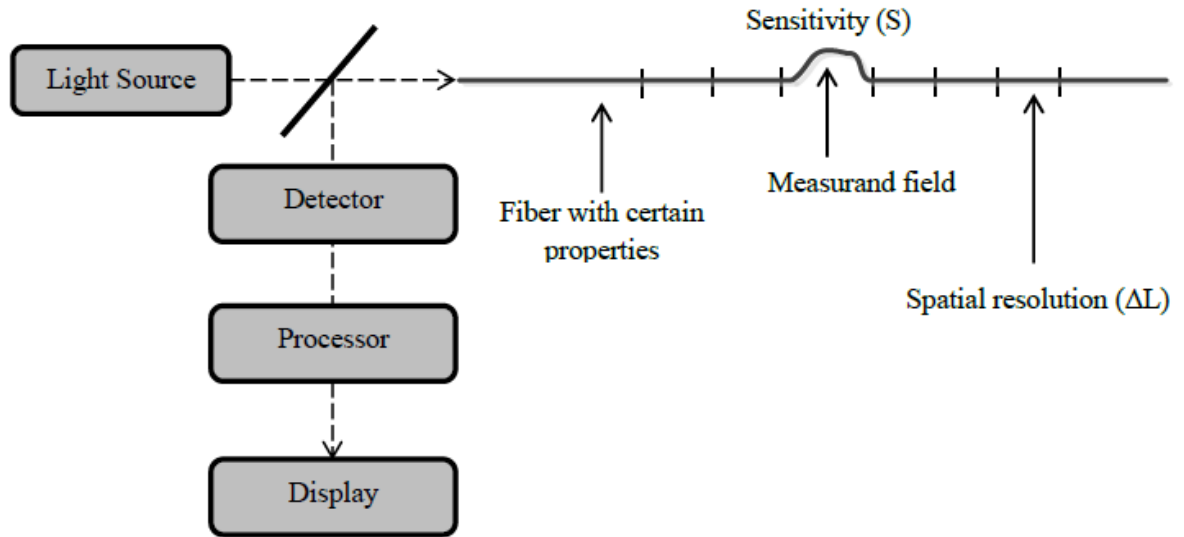 Sensitivity (S)
Light Source
Detector
Measurand field
Fiber with certain
properties
Spatial resolution (ΔL)
Processor
Display